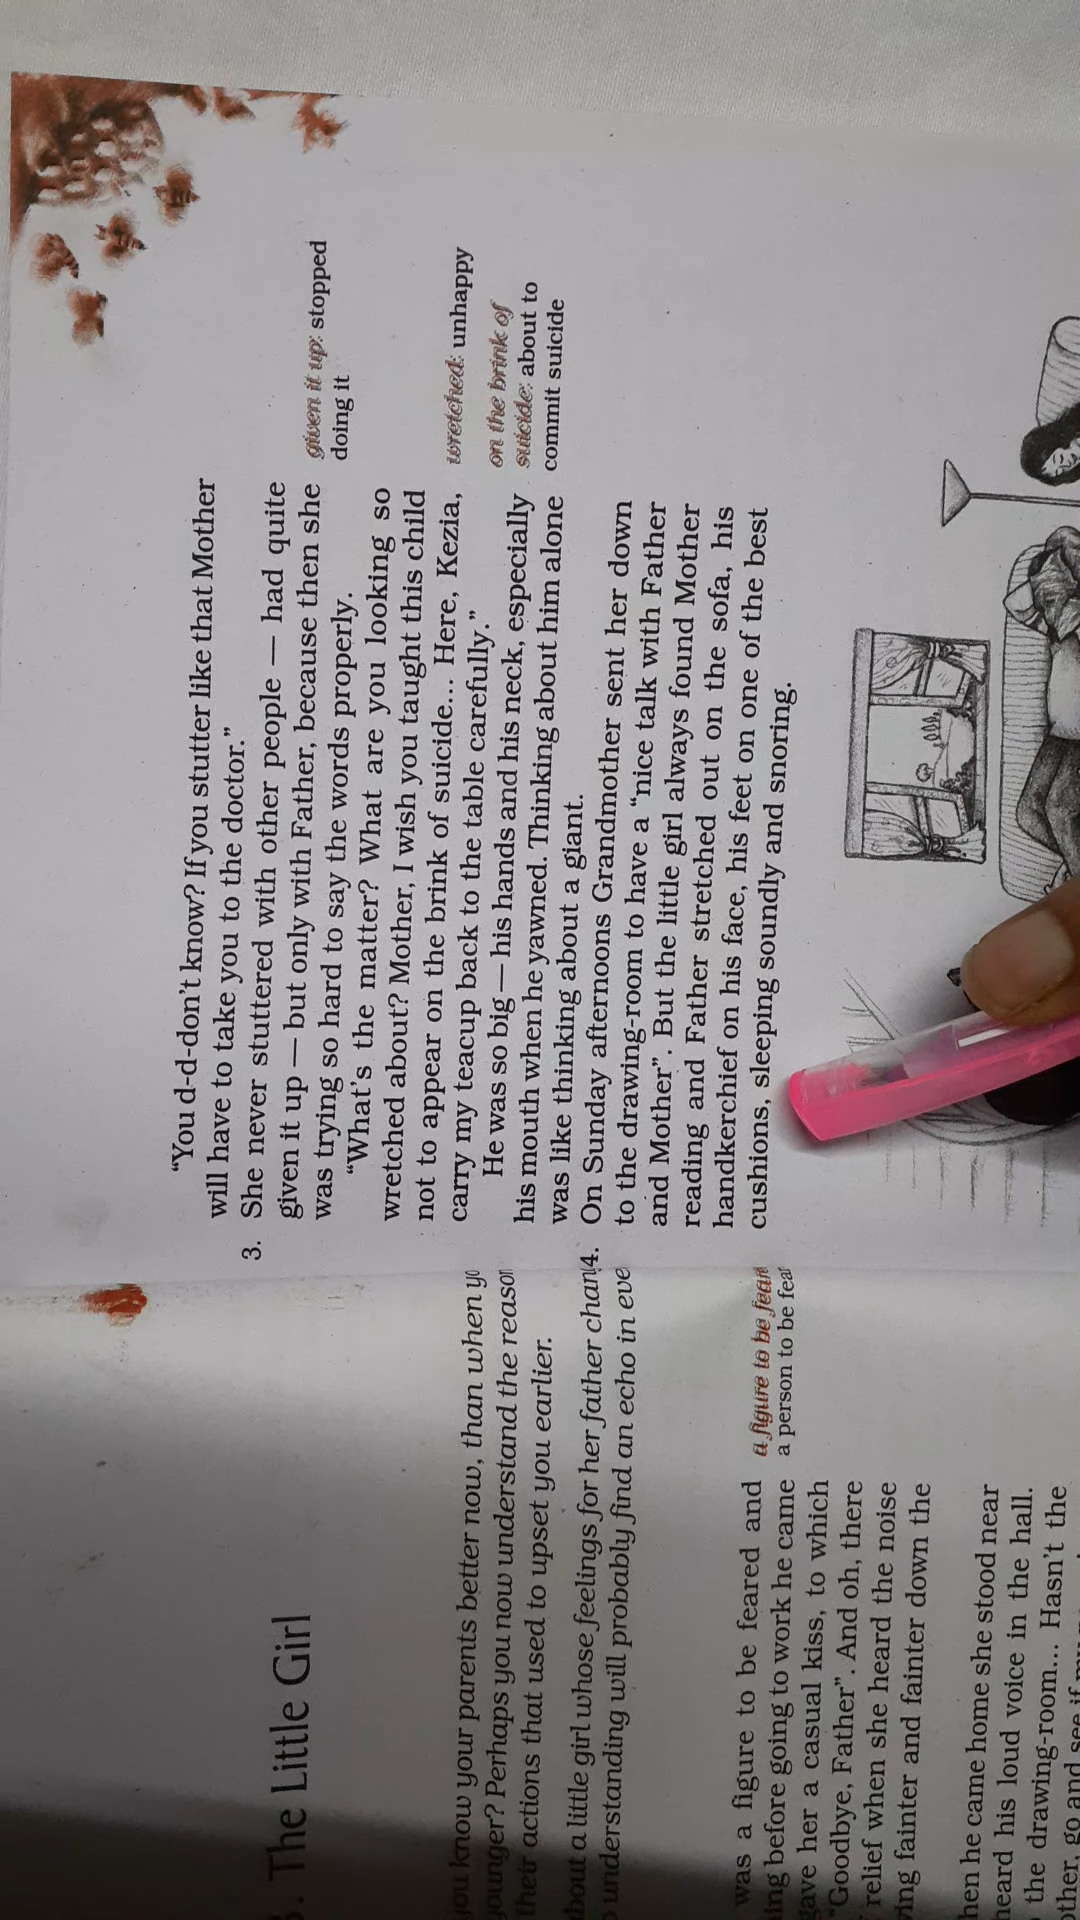 . The Little Girl
you know your parents better now, than when
younger? Perhaps you now understand the reason
their actions that used to upset you earlier.
about a little girl whose feelings for her father
understanding will probably find an echo in
was a figure to be feared and
before going to work he came
gave her a casual kiss, to which
"Goodbye, Father". And oh, there
relief when she heard the noise
fainter and fainter down the
a figure to be
a person to be
hen he came home she stood near
heard his loud voice in the hall.
the drawing-room... Hasn't the
go and see if my
"You d-d-don't know? If you stutter like that Mother
will have to take you to the doctor."
3. She never stuttered with other people — had quite
given it up — but only with Father, because then she
was trying so hard to say the words properly.
"What's the matter? What are you looking so
wretched about? Mother, I wish you taught this child
not to appear on the brink of suicide... Here, Kezia,
carry my teacup back to the table carefully."
He was so big — his hands and his neck, especially
his mouth when he yawned. Thinking about him alone
was like thinking about a giant.
4. On Sunday afternoons Grandmother sent her down
to the drawing-room to have a "nice talk with Father
and Mother". But the little girl always found Mother
reading and Father stretched out on the sofa, his
handkerchief on his face, his feet on one of the best
cushions, sleeping soundly and snoring.
given it up: stopped
doing it
wretched: unhappy
on the brink of
suicide: about to
commit suicide